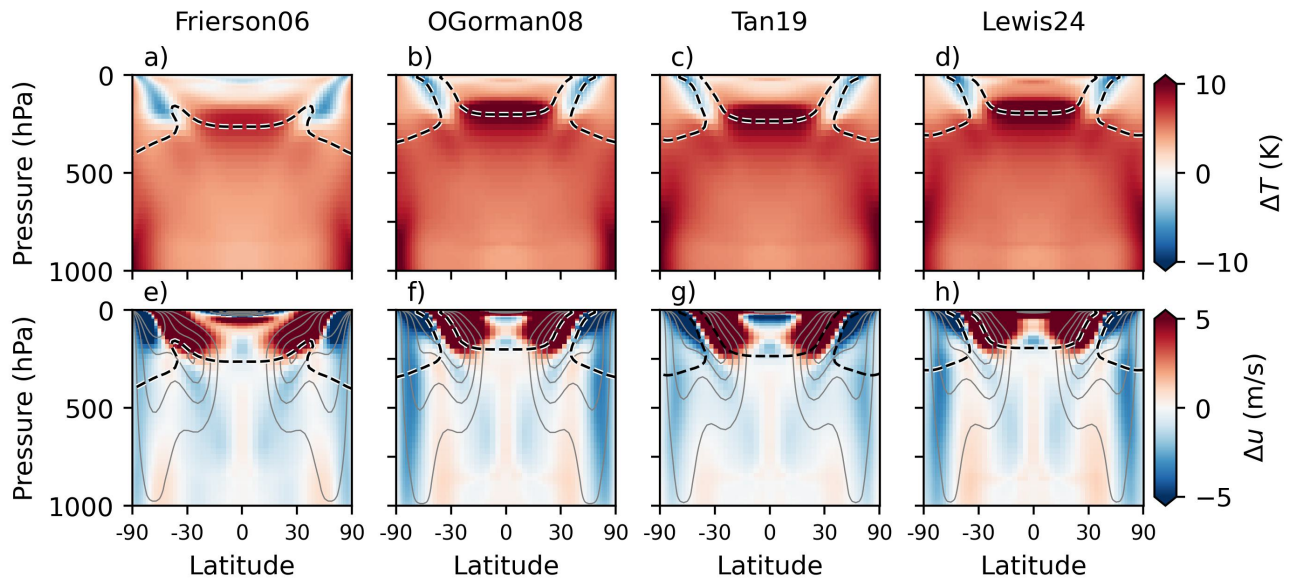 Frierson06 OGorman08 Tan19 Lewis24
a) b) c) d)
Pressure (hPa)
0
500
1000
10
0
−10
ΔT (K)
e) f) g) h)
Pressure (hPa)
0
500
1000
5
0
−5
Δu (m/s)
-90 -30 0 30 90 -90 -30 0 30 90 -90 -30 0 30 90 -90 -30 0 30 90
Latitude Latitude Latitude Latitude